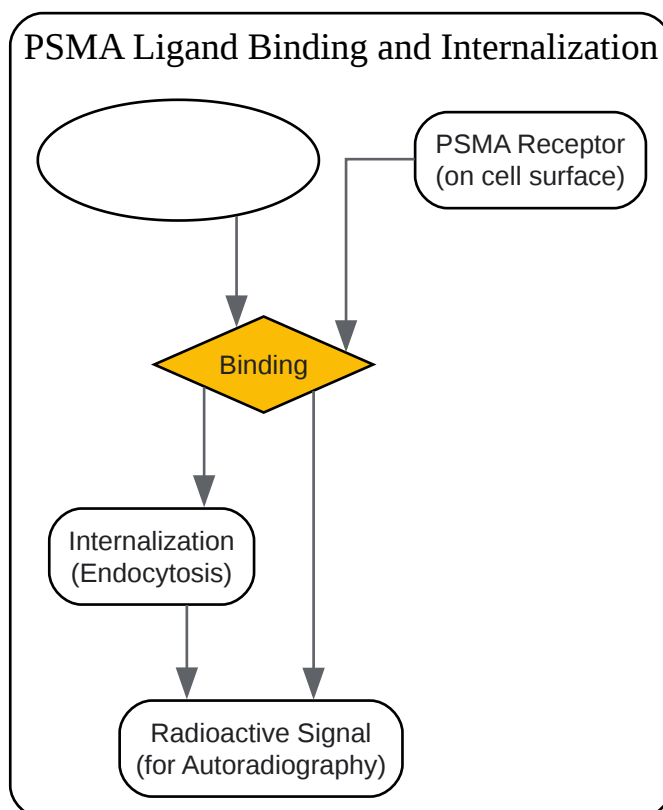 PSMA Ligand Binding and Internalization
PSMA Receptor
(on cell surface)
Binding
Internalization
(Endocytosis)
Radioactive Signal
(for Autoradiography)